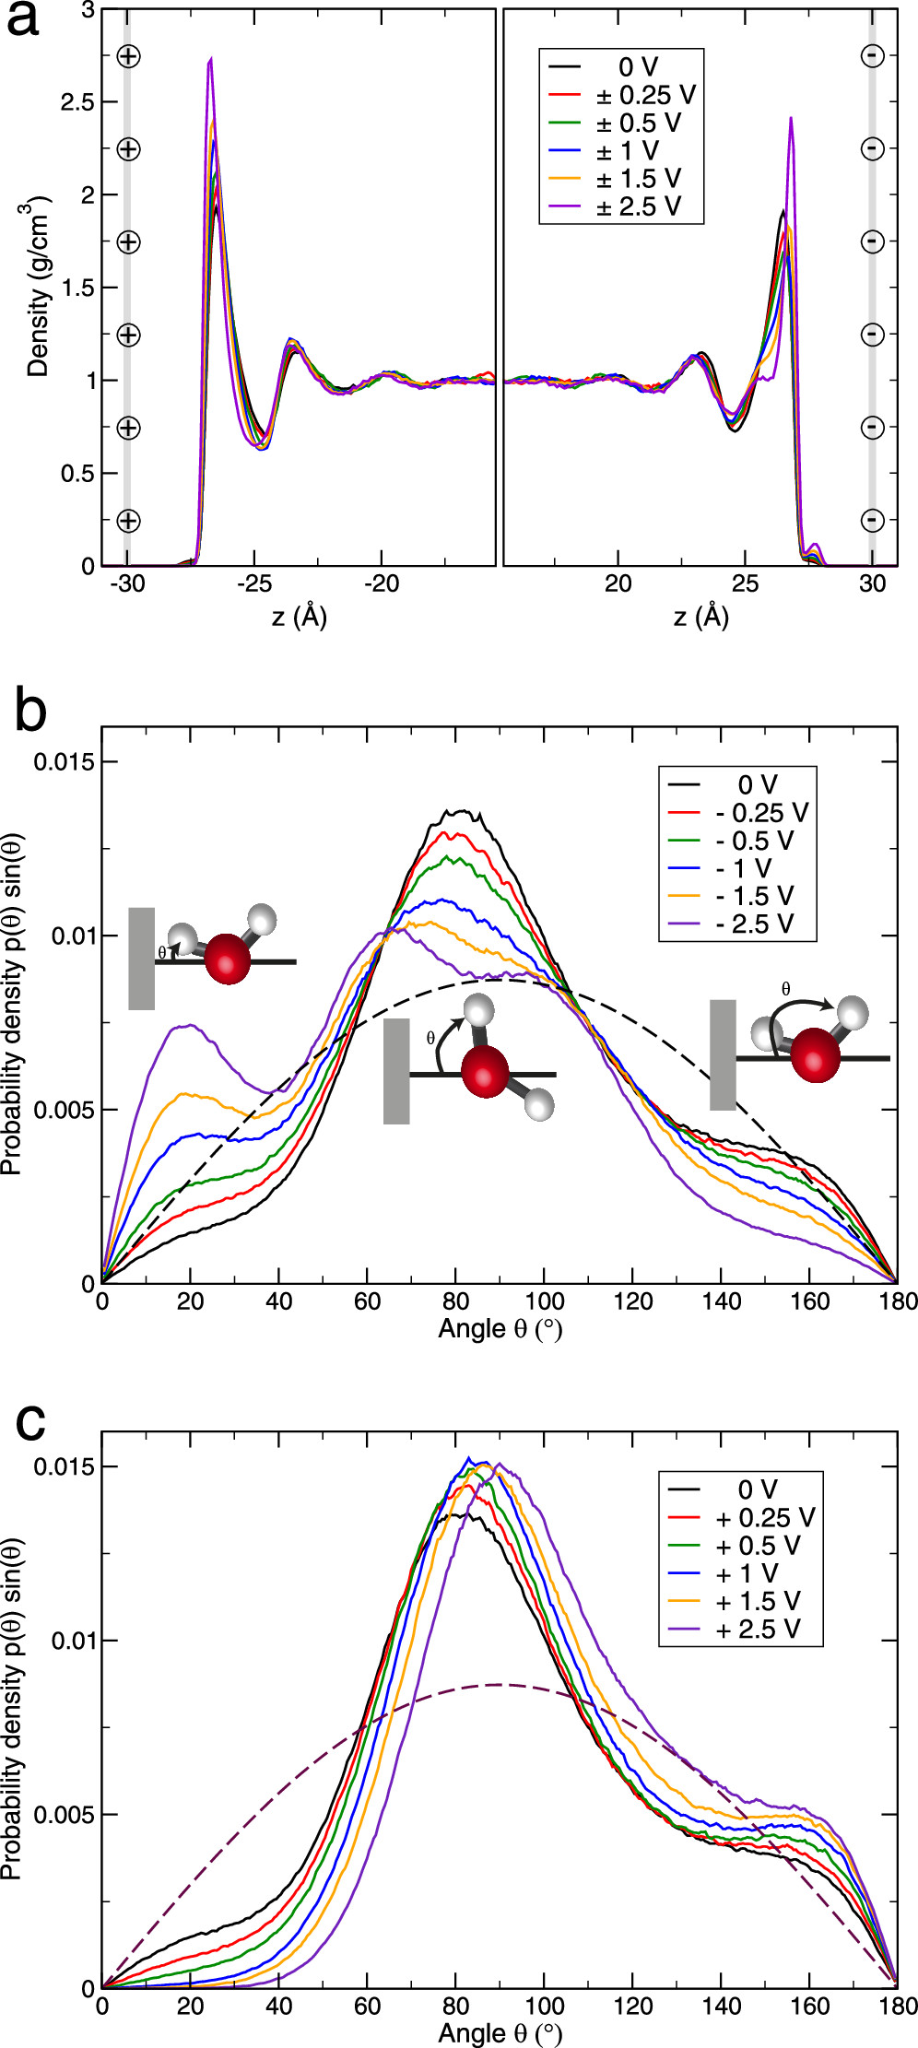 a
3
2.5
2
1.5
1
0.5
0
Density (g/cm³)
+
+
+
+
+
+
-
-
-
-
-
-
0 V
± 0.25 V
± 0.5 V
± 1 V
± 1.5 V
± 2.5 V
-30 -25 -20 20 25 30
z (Å) z (Å)
b
0.015
0.01
0.005
0
Probability density p(θ) sin(θ)
0 V
- 0.25 V
- 0.5 V
- 1 V
- 1.5 V
- 2.5 V
θ
θ
θ
0 20 40 60 80 100 120 140 160 180
Angle θ (°)
c
0.015
0.01
0.005
0
Probability density p(θ) sin(θ)
0 V
+ 0.25 V
+ 0.5 V
+ 1 V
+ 1.5 V
+ 2.5 V
0 20 40 60 80 100 120 140 160 180
Angle θ (°)